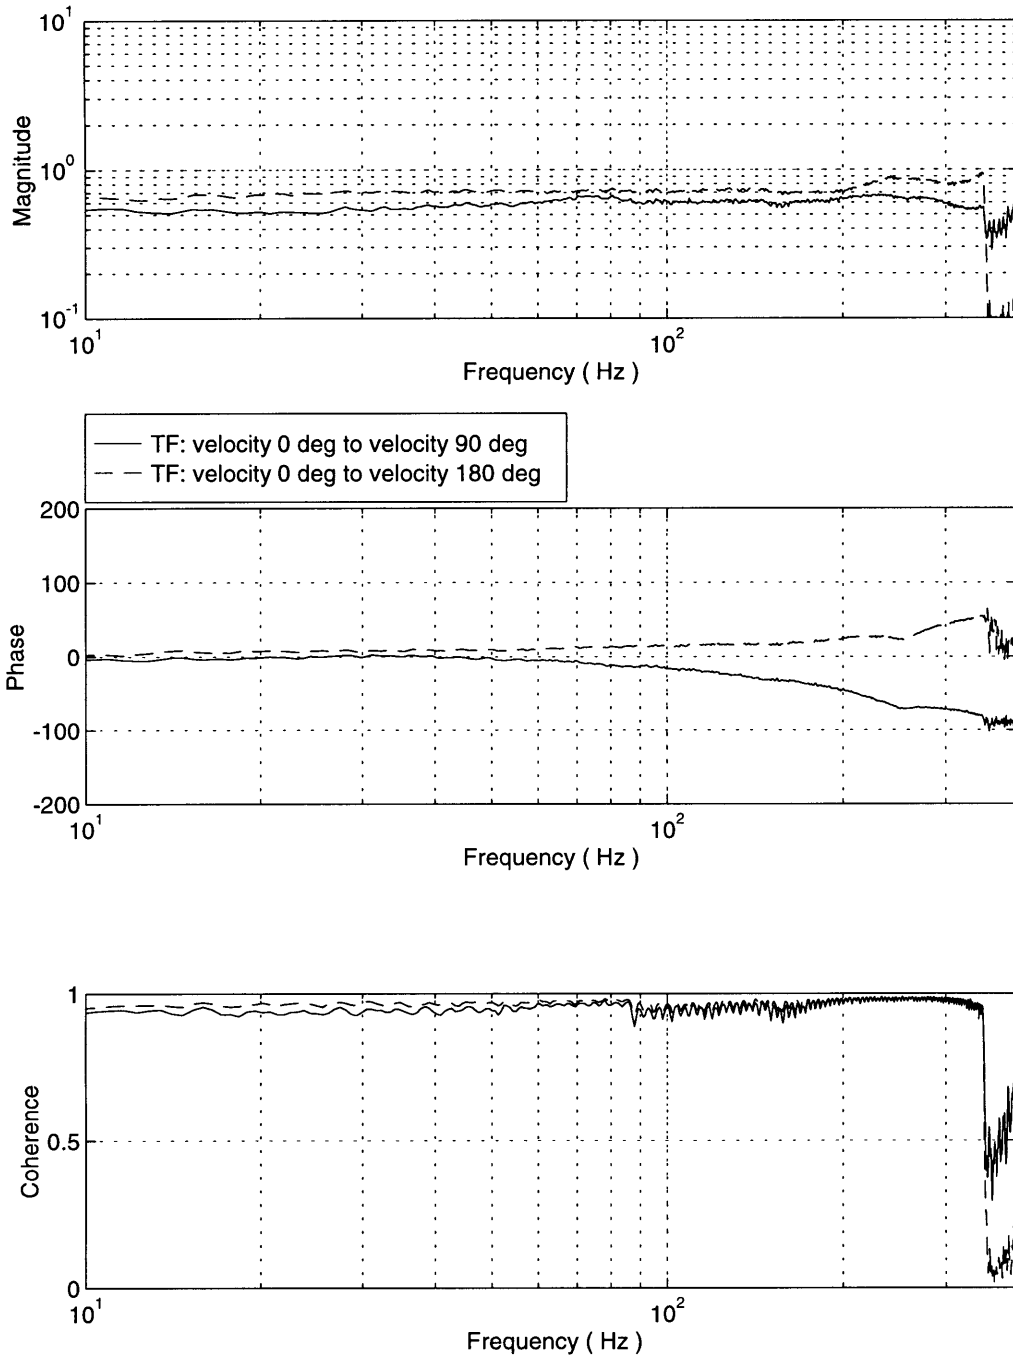 10^1
10^0
10^-1
Magnitude
10^1
10^2
Frequency ( Hz )
TF: velocity 0 deg to velocity 90 deg
TF: velocity 0 deg to velocity 180 deg
200
100
0
-100
-200
Phase
10^1
10^2
Frequency ( Hz )
1
0.5
0
Coherence
10^1
10^2
Frequency ( Hz )